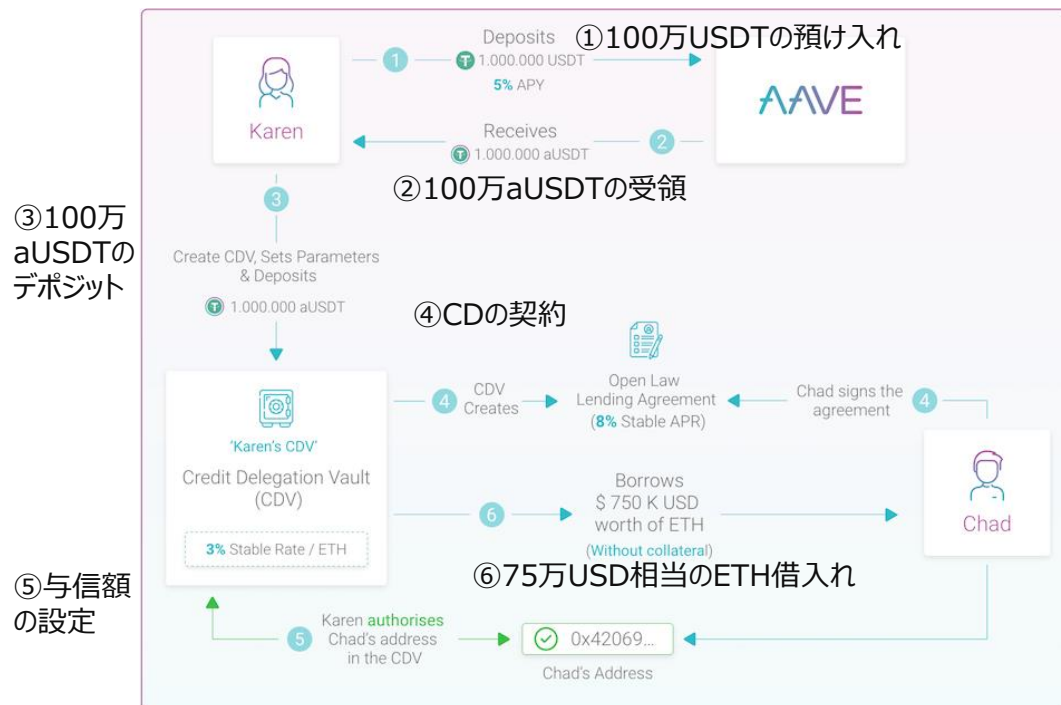 Deposits
①100万USDTの預け入れ
1
1.000.000 USDT
5% APY
AAVE
Karen
Receives
1.000.000 aUSDT
2
②100万aUSDTの受領
3
③100万
aUSDTの
デポジット
Create CDV, Sets Parameters
& Deposits
1.000.000 aUSDT
④CDの契約
4
CDV
Creates
Open Law
Lending Agreement
(8% Stable APR)
Chad signs the
agreement
4
'Karen's CDV'
Credit Delegation Vault
(CDV)
3% Stable Rate / ETH
6
Borrows
$ 750 K USD
worth of ETH
(Without collateral)
Chad
⑥75万USD相当のETH借入れ
⑤与信額
の設定
5
Karen authorises
Chad's address
in the CDV
0x42069...
Chad's Address